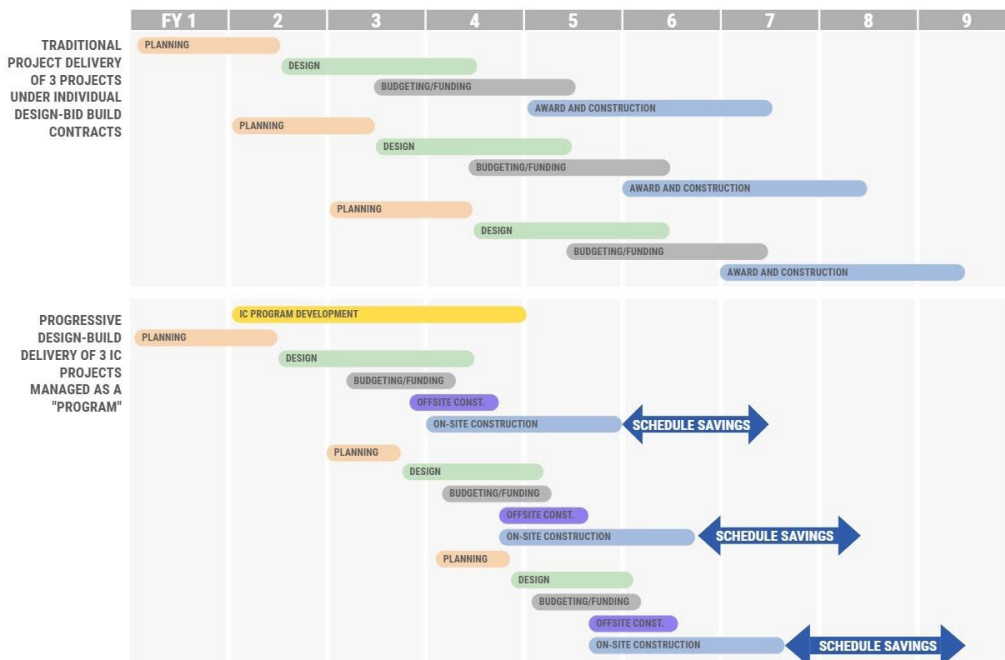 FY 1 2 3 4 5 6 7 8 9
TRADITIONAL
PROJECT DELIVERY
OF 3 PROJECTS
UNDER INDIVIDUAL
DESIGN-BID BUILD
CONTRACTS
PLANNING
DESIGN
BUDGETING/FUNDING
AWARD AND CONSTRUCTION
PLANNING
DESIGN
BUDGETING/FUNDING
AWARD AND CONSTRUCTION
PLANNING
DESIGN
BUDGETING/FUNDING
AWARD AND CONSTRUCTION
PROGRESSIVE
DESIGN-BUILD
DELIVERY OF 3 IC
PROJECTS
MANAGED AS A
"PROGRAM"
IC PROGRAM DEVELOPMENT
PLANNING
DESIGN
BUDGETING/FUNDING
OFFSITE CONST.
ON-SITE CONSTRUCTION
SCHEDULE SAVINGS
PLANNING
DESIGN
BUDGETING/FUNDING
OFFSITE CONST.
ON-SITE CONSTRUCTION
SCHEDULE SAVINGS
PLANNING
DESIGN
BUDGETING/FUNDING
OFFSITE CONST.
ON-SITE CONSTRUCTION
SCHEDULE SAVINGS